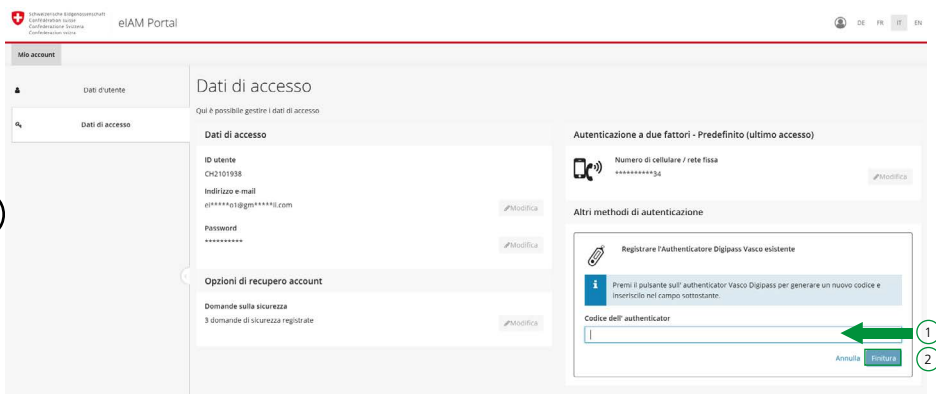 Schweizerische Eidgenossenschaft
Confédération suisse
Confederazione Svizzera
Confederaziun svizra
eIAM Portal
DE FR IT EN
Mio account
Dati d'utente
Dati di accesso
Dati di accesso
Qui è possibile gestire i dati di accesso
Dati di accesso
ID utente
CH2101938
Indirizzo e-mail
ei*****o1@gm*****il.com
Modifica
Password
**********
Modifica
Opzioni di recupero account
Domande sulla sicurezza
3 domande di sicurezza registrate
Modifica
Autenticazione a due fattori - Predefinito (ultimo accesso)
Numero di cellulare / rete fissa
**********34
Modifica
Altri methodi di autenticazione
Registrare l'Authenticatore Digipass Vasco esistente
Premi il pulsante sull' authenticator Vasco Digipass per generare un nuovo codice e
inseriscilo nel campo sottostante.
Codice dell' authenticator
1
Annulla Finitura
2